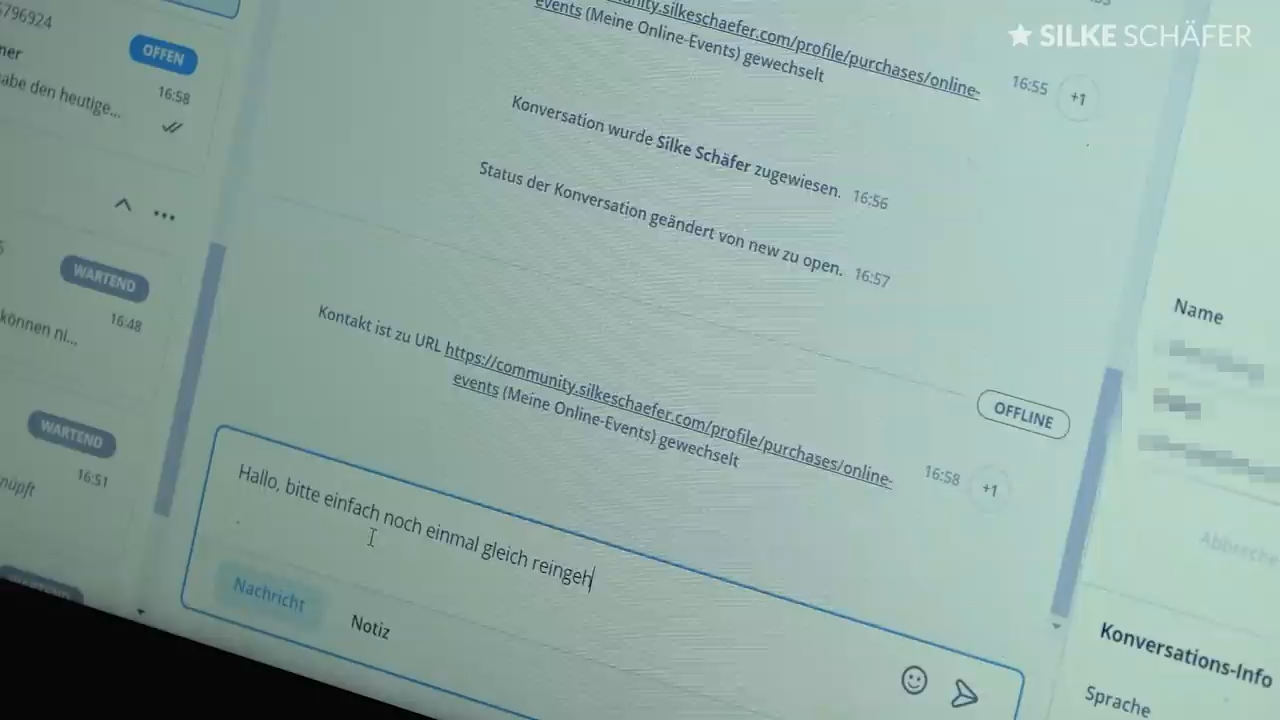 SILKE SCHÄFER
796924
OFFEN
ner
16:58
abe den heutige...
WARTEND
16:48
können ni...
WARTEND
16:51
nüpft
nity.silkeschaefer.com/profile/purchases/online-
events (Meine Online-Events) gewechselt
16:55
+1
Konversation wurde Silke Schäfer zugewiesen. 16:56
Status der Konversation geändert von new zu open. 16:57
OFFLINE
Kontakt ist zu URL https://community.silkeschaefer.com/profile/purchases/online-
events (Meine Online-Events) gewechselt
16:58
+1
Hallo, bitte einfach noch einmal gleich reingeh
Nachricht
Notiz
Name
Abbreche
Konversations-Info
Sprache